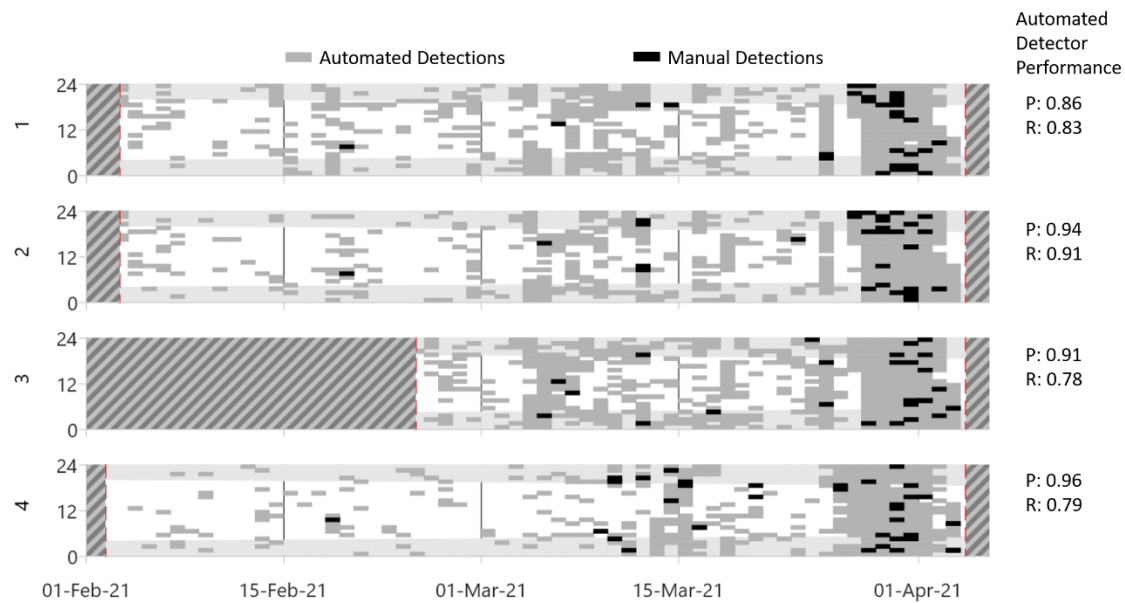 Automated
Detector
Performance
Automated Detections
Manual Detections
24
12
0
1
P: 0.86
R: 0.83
24
12
0
2
P: 0.94
R: 0.91
24
12
0
3
P: 0.91
R: 0.78
24
12
0
4
P: 0.96
R: 0.79
01-Feb-21
15-Feb-21
01-Mar-21
15-Mar-21
01-Apr-21